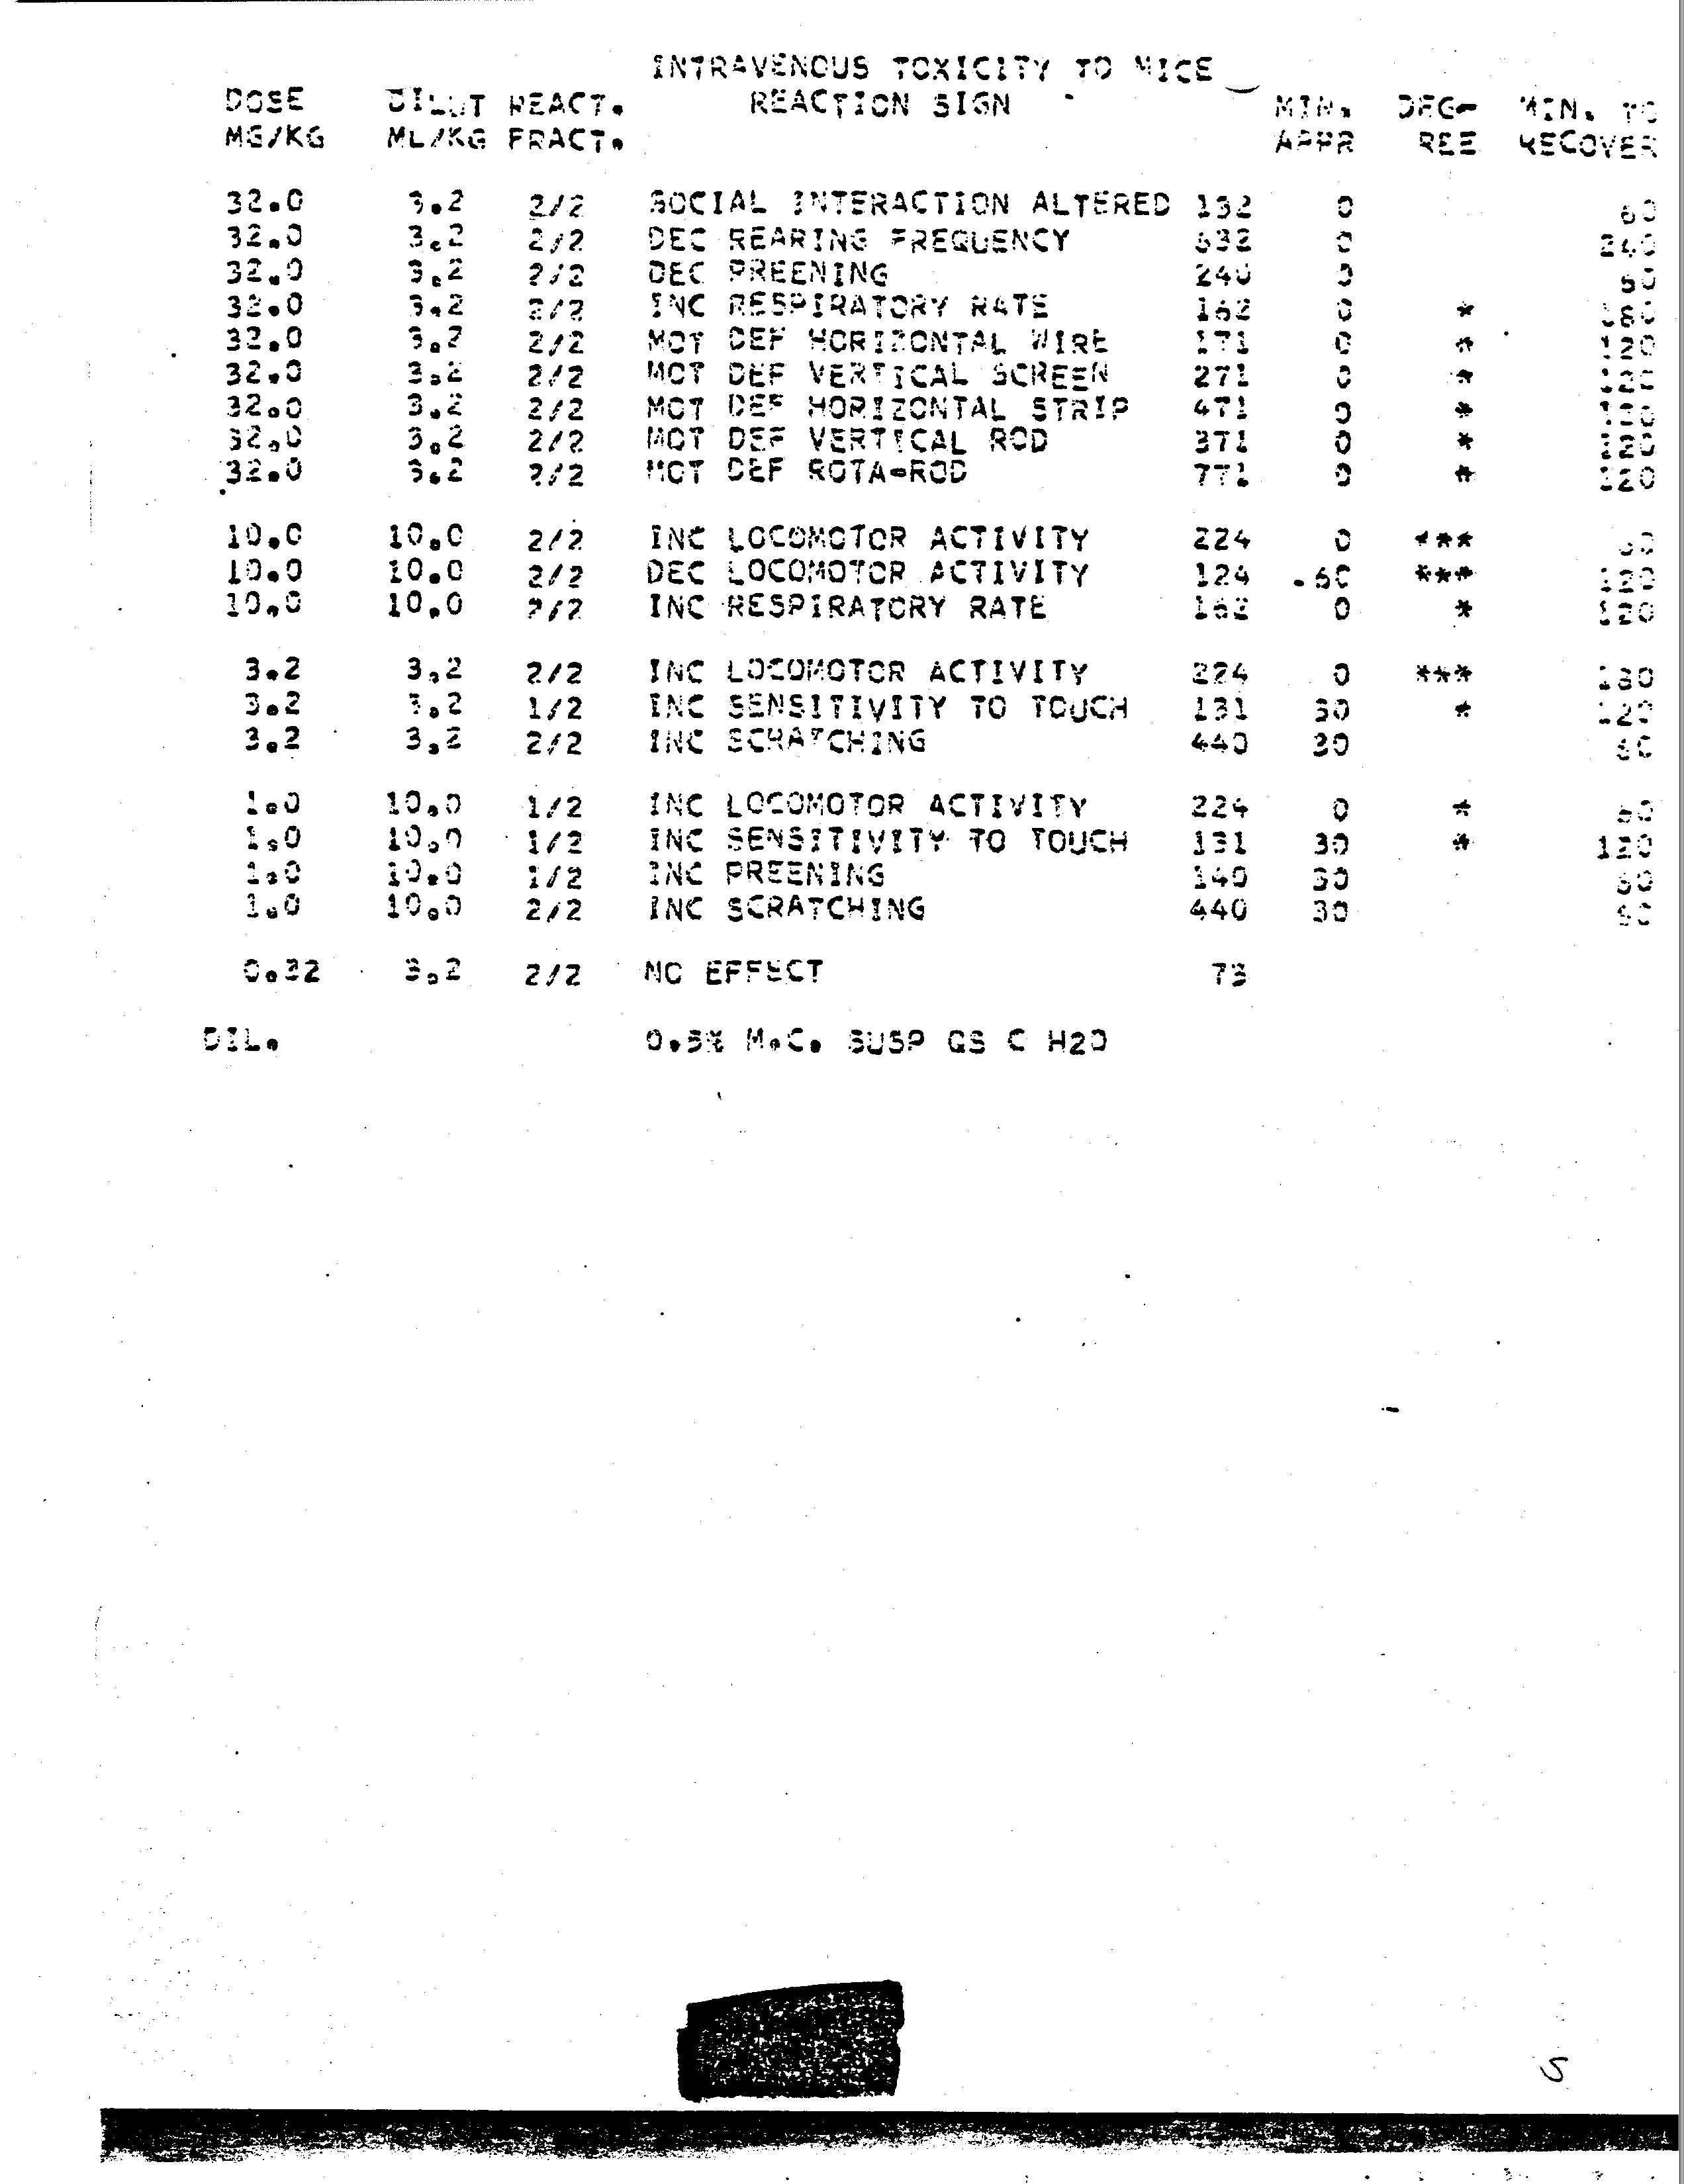 INTRAVENOUS TOXICITY TO MICE
DOSE DILUT REACT. REACTION SIGN MIN. DEG- MIN. TO
MG/KG ML/KG FRACT. APPR REE RECOVER
32.0 3.2 2/2 SOCIAL INTERACTION ALTERED 132 0 60
32.0 3.2 2/2 DEC REARING FREQUENCY 632 0 240
32.0 3.2 2/2 DEC PREENING 240 0 60
32.0 3.2 2/2 INC RESPIRATORY RATE 162 0 *
32.0 3.2 2/2 MOT DEF HORIZONTAL WIRE 171 0 * 120
32.0 3.2 2/2 MOT DEF VERTICAL SCREEN 271 0 * 120
32.0 3.2 2/2 MOT DEF HORIZONTAL STRIP 471 0 * 120
32.0 3.2 2/2 MOT DEF VERTICAL ROD 371 0 * 120
32.0 3.2 2/2 MOT DEF ROTA-ROD 771 0 * 120
10.0 10.0 2/2 INC LOCOMOTOR ACTIVITY 224 0 ***
10.0 10.0 2/2 DEC LOCOMOTOR ACTIVITY 124 60 *** 120
10.0 10.0 2/2 INC RESPIRATORY RATE 162 0 * 120
3.2 3.2 2/2 INC LOCOMOTOR ACTIVITY 224 0 *** 180
3.2 3.2 1/2 INC SENSITIVITY TO TOUCH 131 30 * 120
3.2 3.2 2/2 INC SCRATCHING 440 30 60
1.0 10.0 1/2 INC LOCOMOTOR ACTIVITY 224 0 * 60
1.0 10.0 1/2 INC SENSITIVITY TO TOUCH 131 30 * 120
1.0 10.0 1/2 INC PREENING 140 30 60
1.0 10.0 2/2 INC SCRATCHING 440 30 60
0.32 3.2 2/2 NO EFFECT 73
DIL. 0.5% M.C. SUSP QS C H2O
5